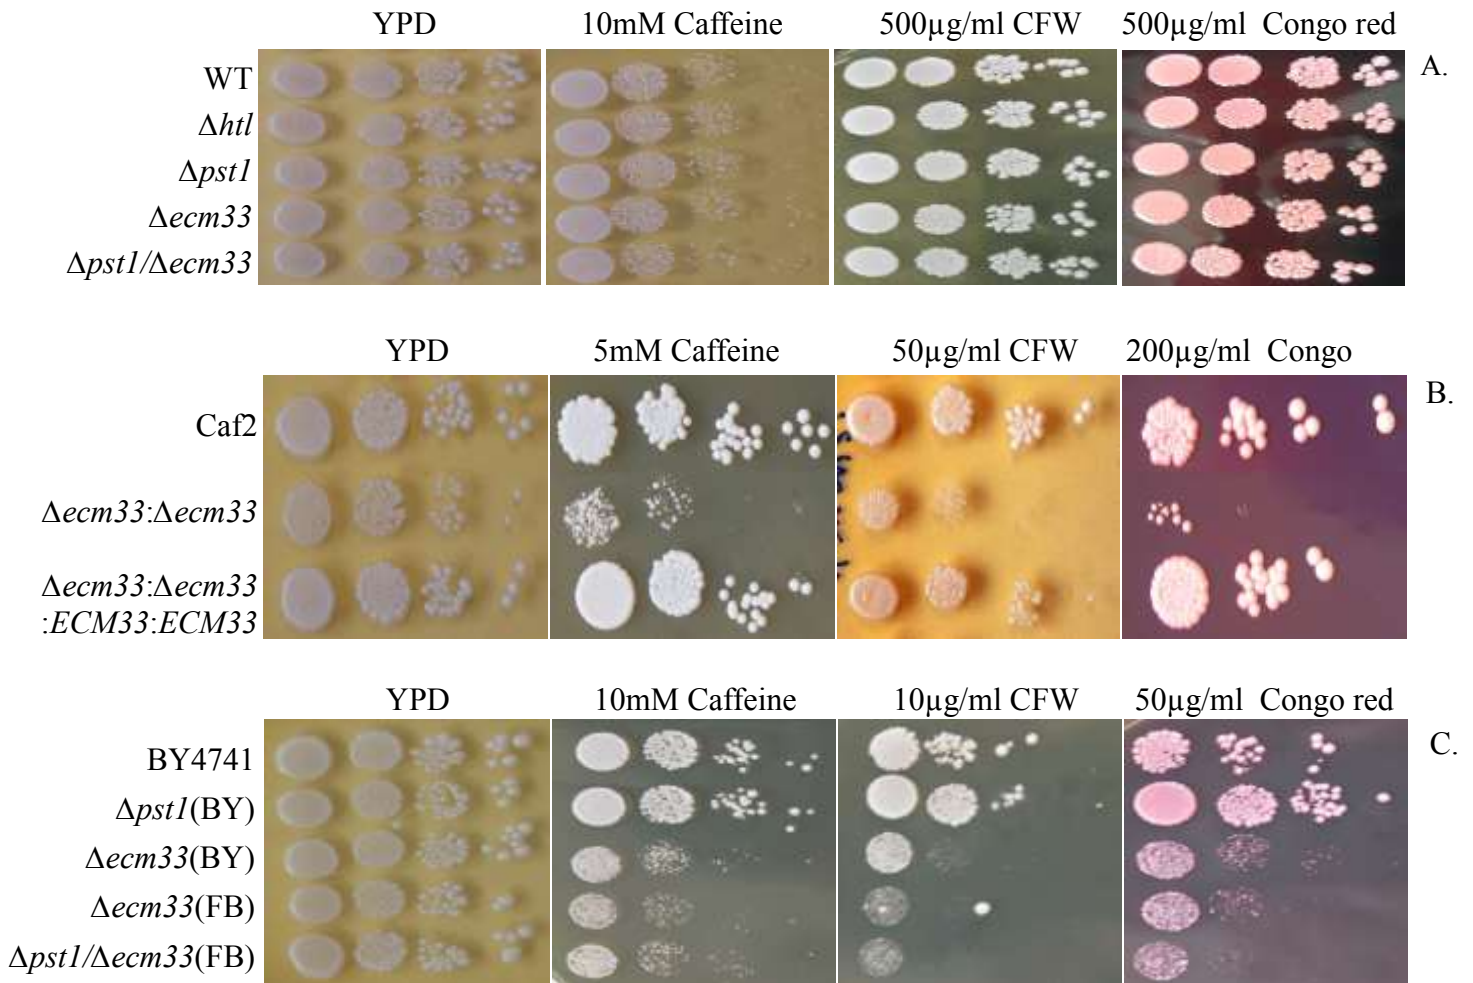 YPD 10mM Caffeine 500µg/ml CFW 500µg/ml Congo red
A.
WT
Δhtl
Δpst1
Δecm33
Δpst1/Δecm33
YPD 5mM Caffeine 50µg/ml CFW 200µg/ml Congo
B.
Caf2
Δecm33:Δecm33
Δecm33:Δecm33
:ECM33:ECM33
YPD 10mM Caffeine 10µg/ml CFW 50µg/ml Congo red
C.
BY4741
Δpst1(BY)
Δecm33(BY)
Δecm33(FB)
Δpst1/Δecm33(FB)